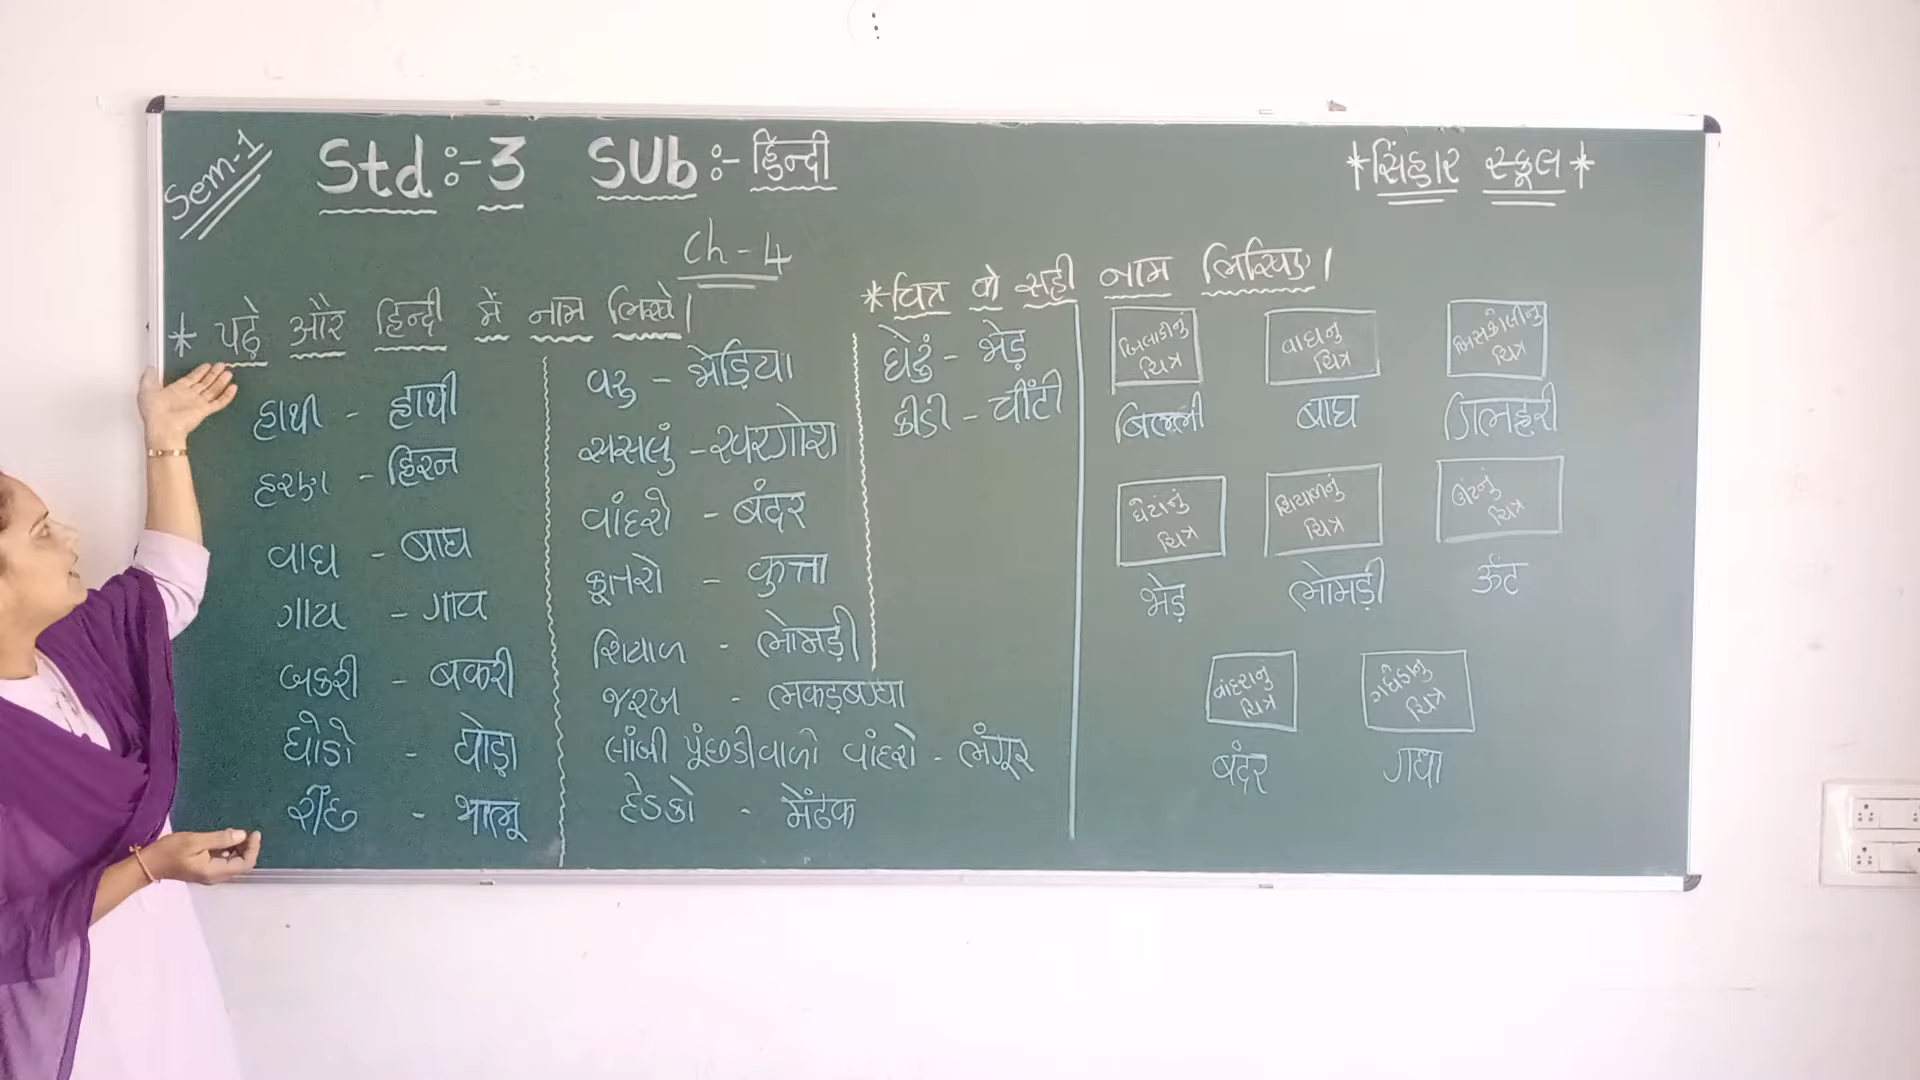 Sem-1
Std:-3 SUb:- हिन्दी
*सिंहार स्कूल*
Ch-4
* पढ़े और हिन्दी में नाम लिखे।
હાથી - हाथी
હરણ - हिरन
વાઘ - बाघ
ગાય - गाय
બકરી - बकरी
ઘોડો - घोड़ा
રીંછ - भालू
વરુ - भेड़िया
સસલું - खरगोश
વાંદરો - बंदर
કૂતરો - कुत्ता
શિયાળ - लोमड़ी
જરખ - लकड़बग्घा
લાંબી પૂંછડીવાળો વાંદરો - लंगूर
દેડકો - मेंढक
ઘેટું - भेड़
કીડી - चींटी
*चित्र के सही नाम लिखिए।
બિલાડીનું
ચિત્ર
बिल्ली
વાઘનું
ચિત્ર
बाघ
ખિસકોલીનું
ચિત્ર
गिलहरी
ઘેટાંનું
ચિત્ર
भेड़
શિયાળનું
ચિત્ર
लोमड़ी
ઊંટનું
ચિત્ર
ऊँट
વાંદરાનું
ચિત્ર
बंदर
ગધેડાનું
ચિત્ર
गधा